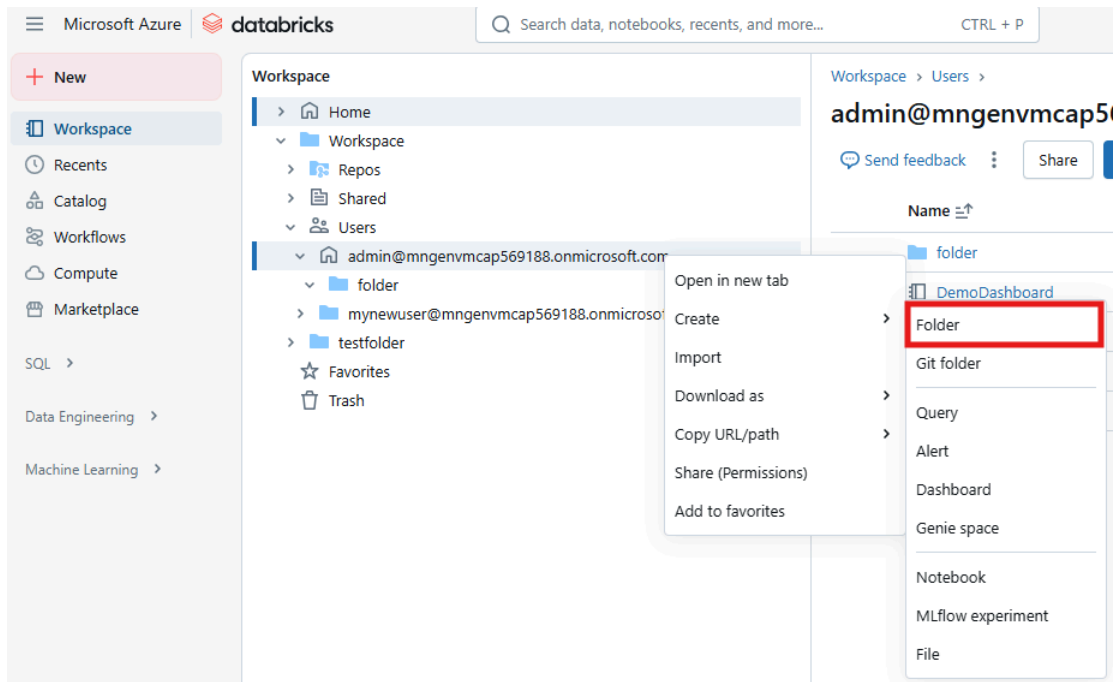 Microsoft Azure databricks
Search data, notebooks, recents, and more... CTRL + P
New
Workspace
Recents
Catalog
Workflows
Compute
Marketplace
SQL
Data Engineering
Machine Learning
Workspace
Home
Workspace
Repos
Shared
Users
admin@mngenvmcap569188.onmicrosoft.com
folder
mynewuser@mngenvmcap569188.onmicroso
testfolder
Favorites
Trash
Open in new tab
Create
Import
Download as
Copy URL/path
Share (Permissions)
Add to favorites
Workspace > Users >
admin@mngenvmcap56
Send feedback
Share
Name
folder
DemoDashboard
Folder
Git folder
Query
Alert
Dashboard
Genie space
Notebook
MLflow experiment
File